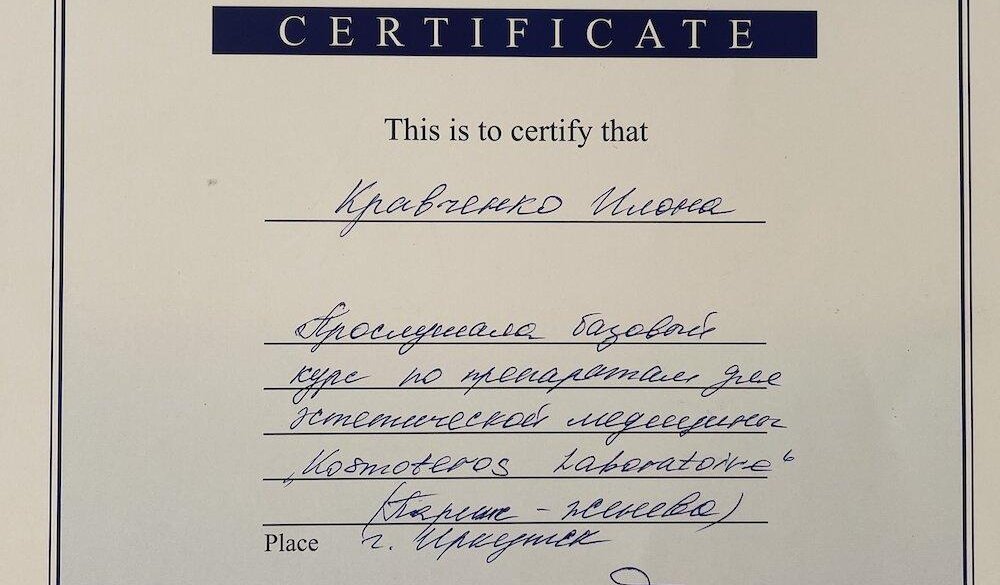 CERTIFICATE
This is to certify that
Кравченко Илона
Прослушала базовый
курс по препаратам для
эстетической медицины
„Kosmoteros Laboratoire“
(Париж - Женева)
Place г. Иркутск